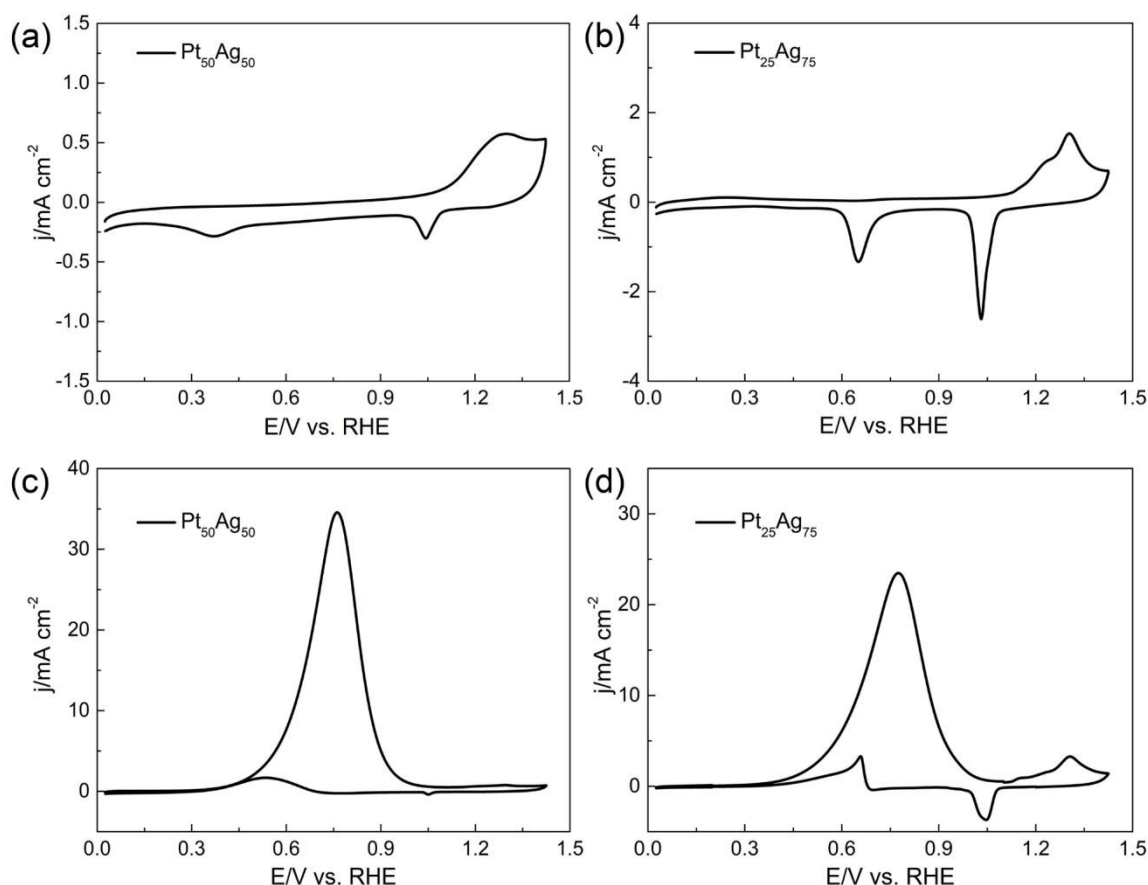 (a)
Pt50Ag50
1.5
1.0
0.5
0.0
-0.5
-1.0
-1.5
j/mA cm-2
0.0 0.3 0.6 0.9 1.2 1.5
E/V vs. RHE
(b)
Pt25Ag75
4
2
0
-2
-4
j/mA cm-2
0.0 0.3 0.6 0.9 1.2 1.5
E/V vs. RHE
(c)
Pt50Ag50
40
30
20
10
0
j/mA cm-2
0.0 0.3 0.6 0.9 1.2 1.5
E/V vs. RHE
(d)
Pt25Ag75
30
20
10
0
j/mA cm-2
0.0 0.3 0.6 0.9 1.2 1.5
E/V vs. RHE